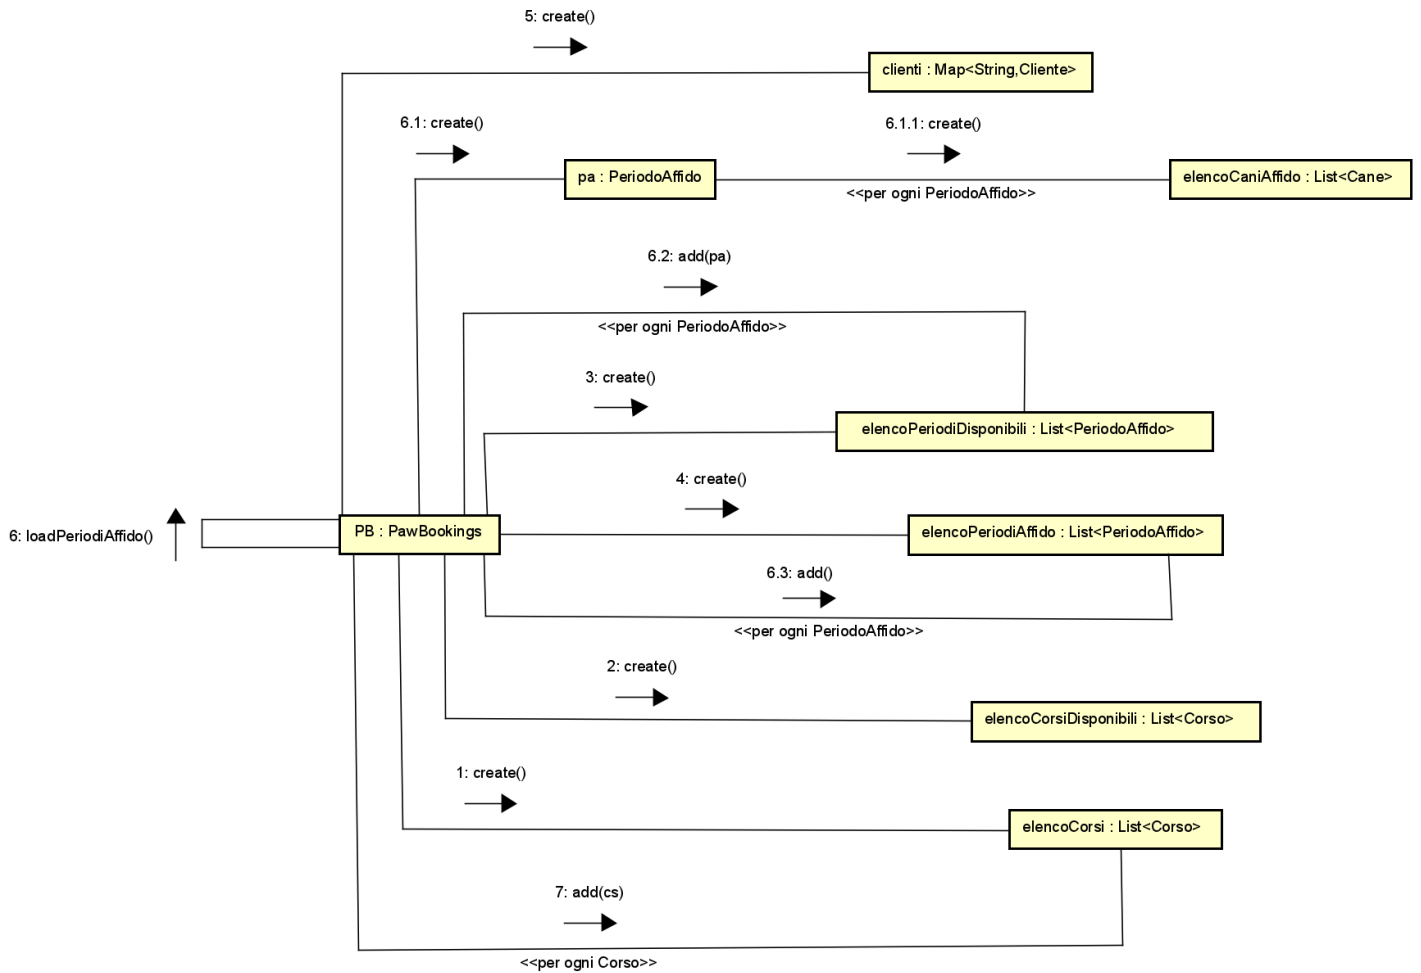 5: create()
clienti : Map<String,Cliente>
6.1: create()
6.1.1: create()
pa : PeriodoAffido
elencoCaniAffido : List<Cane>
<<per ogni PeriodoAffido>>
6.2: add(pa)
<<per ogni PeriodoAffido>>
3: create()
elencoPeriodiDisponibili : List<PeriodoAffido>
4: create()
6: loadPeriodiAffido()
PB : PawBookings
elencoPeriodiAffido : List<PeriodoAffido>
6.3: add()
<<per ogni PeriodoAffido>>
2: create()
elencoCorsiDisponibili : List<Corso>
1: create()
elencoCorsi : List<Corso>
7: add(cs)
<<per ogni Corso>>